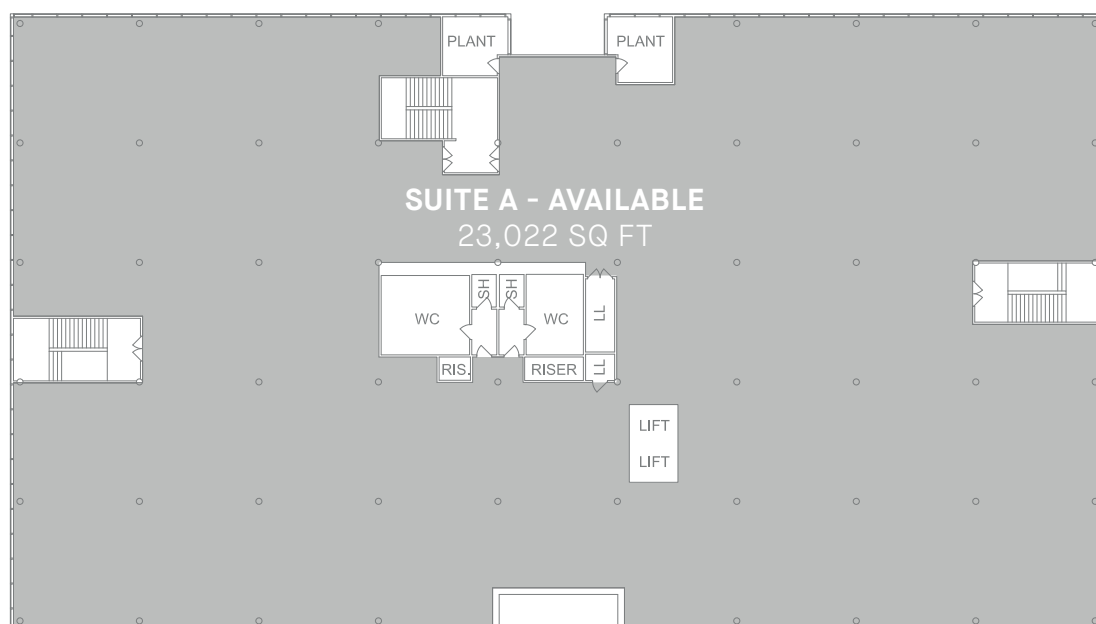 PLANT
PLANT
SUITE A - AVAILABLE
23,022 SQ FT
SH
SH
WC
WC
LL
RIS.
RISER
LL
LIFT
LIFT